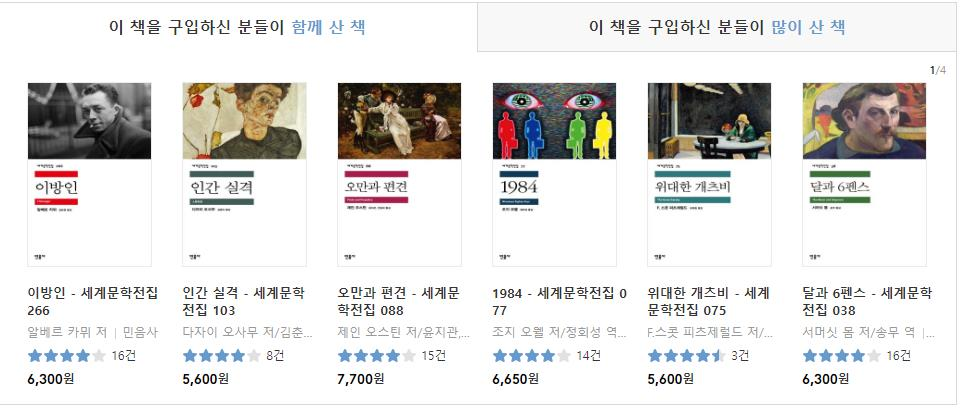 이 책을 구입하신 분들이 함께 산 책
이 책을 구입하신 분들이 많이 산 책
1/4
이방인
인간 실격
오만과 편견
1984
위대한 개츠비
달과 6펜스
이방인 - 세계문학전집
266
알베르 카뮈 저 | 민음사
16건
6,300원
인간 실격 - 세계문학
전집 103
다자이 오사무 저/김춘...
8건
5,600원
오만과 편견 - 세계문
학전집 088
제인 오스틴 저/윤지관,...
15건
7,700원
1984 - 세계문학전집 0
77
조지 오웰 저/정회성 역...
14건
6,650원
위대한 개츠비 - 세계
문학전집 075
F.스콧 피츠제럴드 저/...
3건
5,600원
달과 6펜스 - 세계문학
전집 038
서머싯 몸 저/송무 역 |...
16건
6,300원